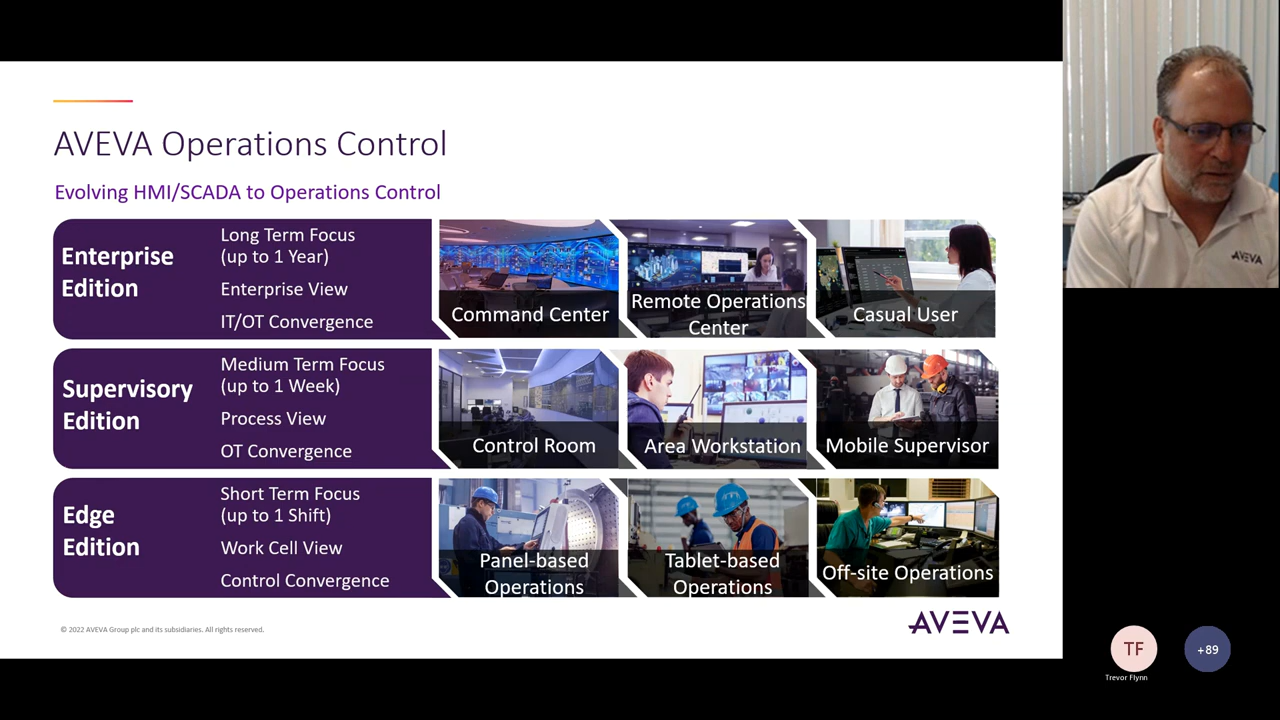 AVEVA Operations Control
Evolving HMI/SCADA to Operations Control
Enterprise
Edition
Long Term Focus
(up to 1 Year)
Enterprise View
IT/OT Convergence
Command Center
Remote Operations
Center
Casual User
Supervisory
Edition
Medium Term Focus
(up to 1 Week)
Process View
OT Convergence
Control Room
Area Workstation
Mobile Supervisor
Edge
Edition
Short Term Focus
(up to 1 Shift)
Work Cell View
Control Convergence
Panel-based
Operations
Tablet-based
Operations
Off-site Operations
© 2022 AVEVA Group plc and its subsidiaries. All rights reserved.
AVEVA
AVEVA
TF
Trevor Flynn
+89